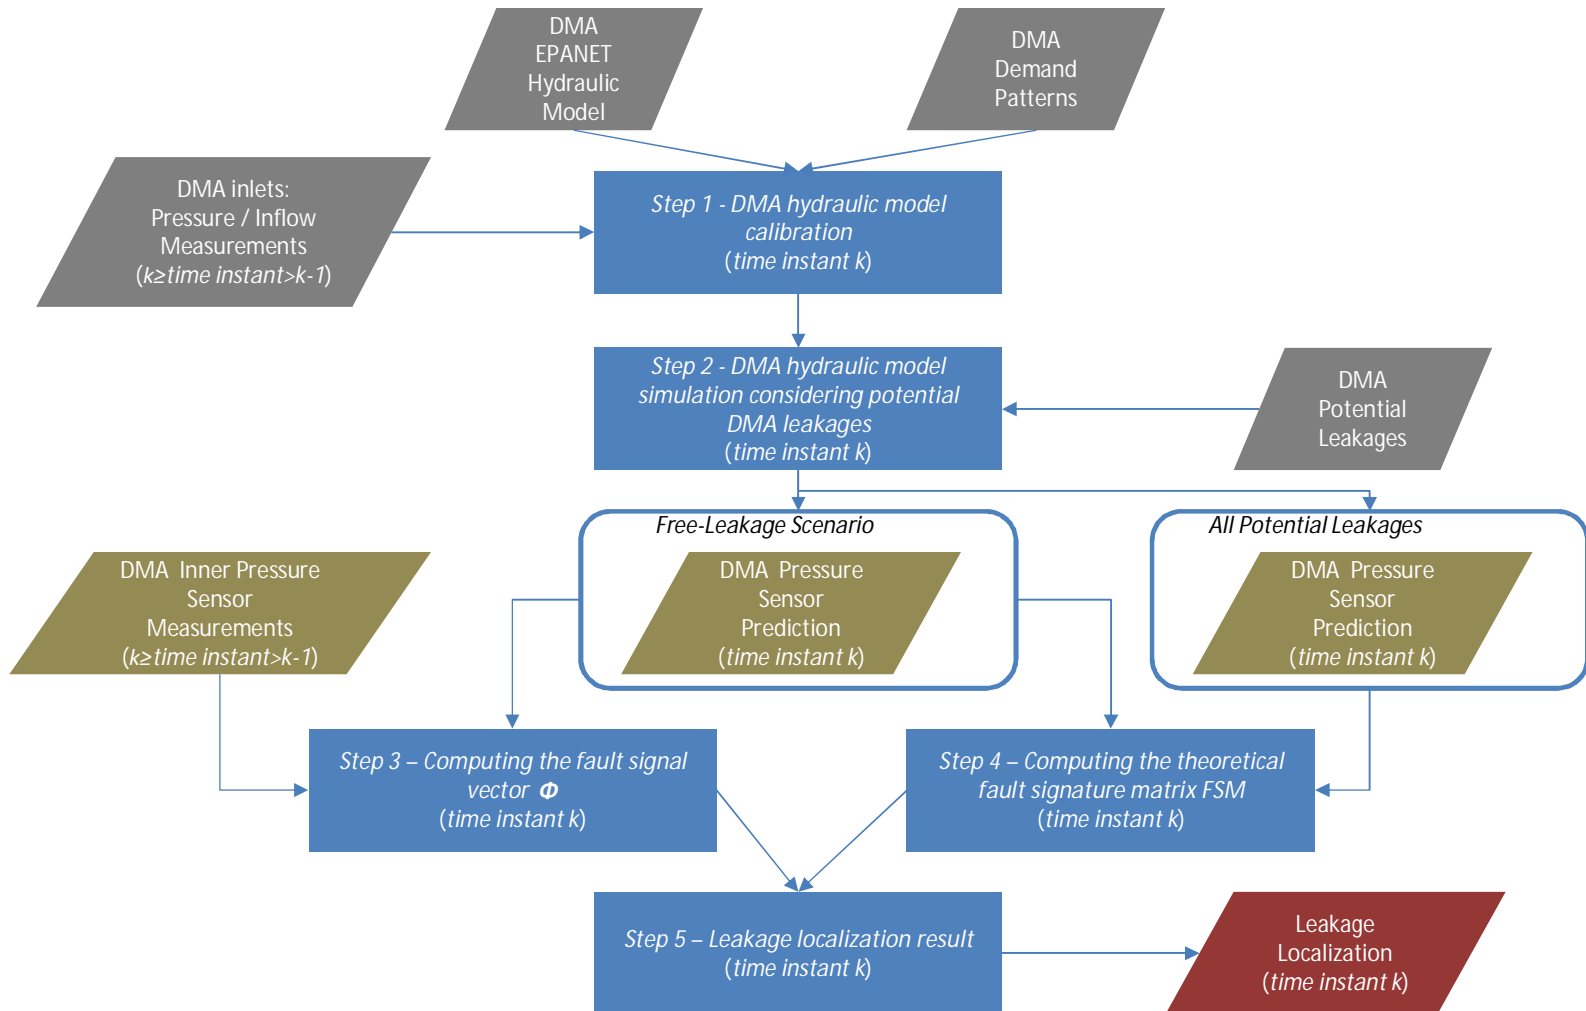 DMA
EPANET
Hydraulic
Model
DMA
Demand
Patterns
DMA inlets:
Pressure / Inflow
Measurements
(k≥time instant>k-1)
Step 1 - DMA hydraulic model
calibration
(time instant k)
Step 2 - DMA hydraulic model
simulation considering potential
DMA leakages
(time instant k)
DMA
Potential
Leakages
Free-Leakage Scenario
DMA Pressure
Sensor
Prediction
(time instant k)
All Potential Leakages
DMA Pressure
Sensor
Prediction
(time instant k)
DMA Inner Pressure
Sensor
Measurements
(k≥time instant>k-1)
Step 3 – Computing the fault signal
vector Φ
(time instant k)
Step 4 – Computing the theoretical
fault signature matrix FSM
(time instant k)
Step 5 – Leakage localization result
(time instant k)
Leakage
Localization
(time instant k)